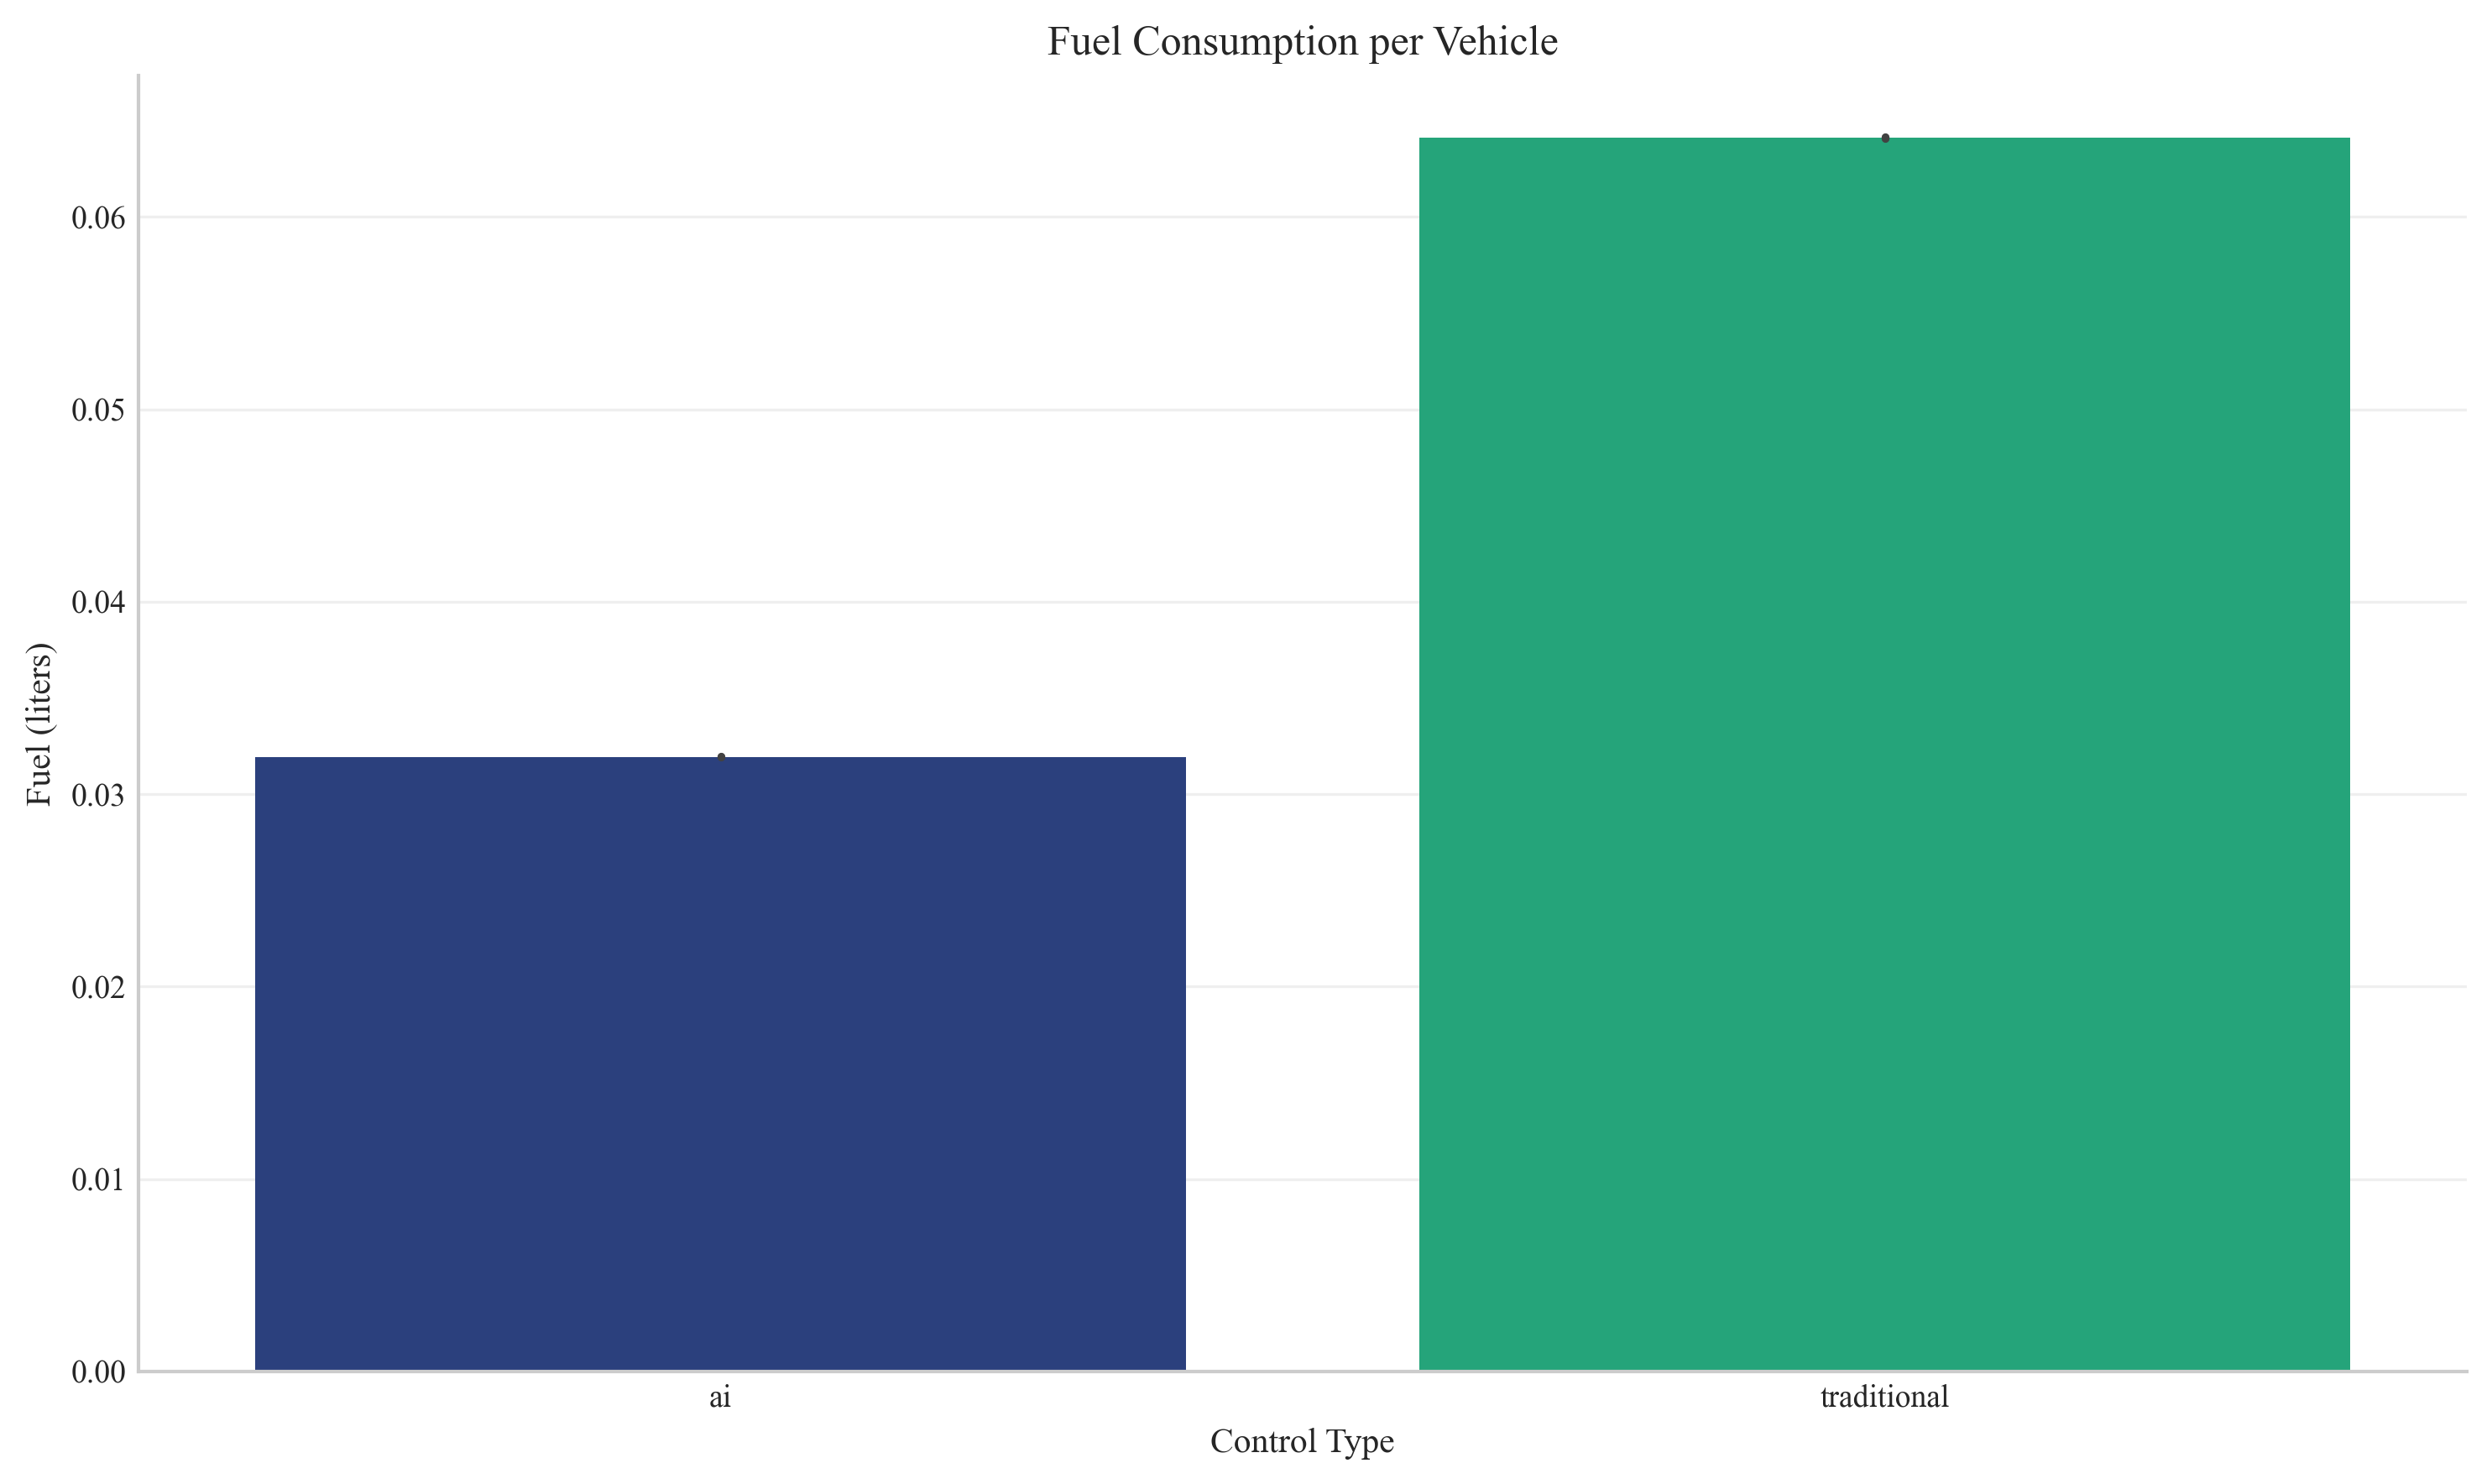 Fuel Consumption per Vehicle
Fuel (liters)
0.06
0.05
0.04
0.03
0.02
0.01
0.00
ai
traditional
Control Type